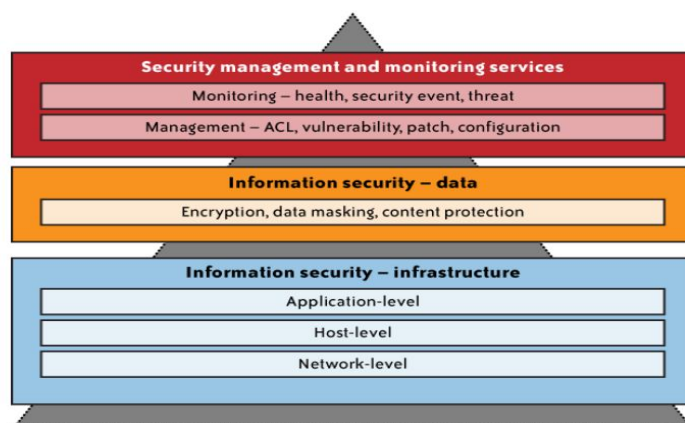 Security management and monitoring services
Monitoring – health, security event, threat
Management – ACL, vulnerability, patch, configuration
Information security – data
Encryption, data masking, content protection
Information security – infrastructure
Application-level
Host-level
Network-level